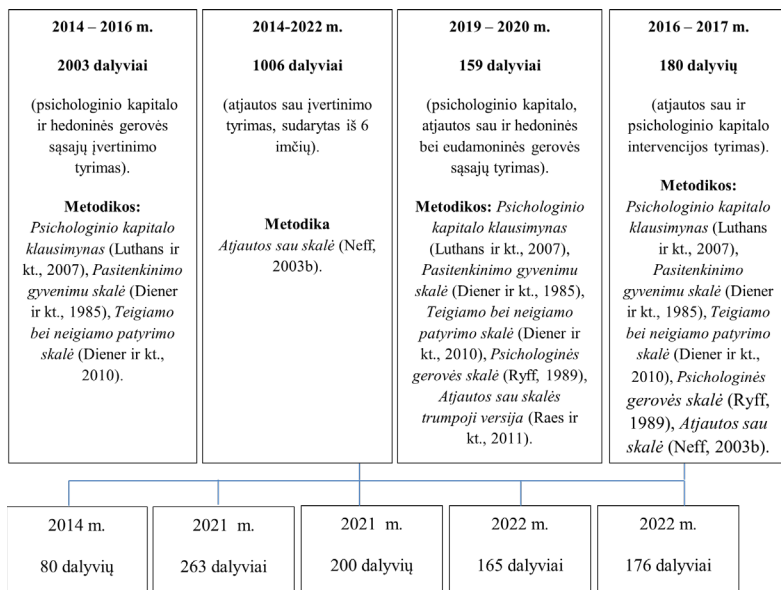 2014 – 2016 m.
2003 dalyviai
(psichologinio kapitalo
ir hedoninės gerovės
sąsajų įvertinimo
tyrimas).
Metodikos:
Psichologinio kapitalo
klausimynas (Luthans ir
kt., 2007), Pasitenkinimo
gyvenimu skalė (Diener
ir kt., 1985), Teigiamo
bei neigiamo patyrimo
skalė (Diener ir kt.,
2010).
2014-2022 m.
1006 dalyviai
(atjautos sau įvertinimo
tyrimas, sudarytas iš 6
imčių).
Metodika
Atjautos sau skalė (Neff,
2003b).
2019 – 2020 m.
159 dalyviai
(psichologinio kapitalo,
atjautos sau ir hedoninės
bei eudamoninės gerovės
sąsajų tyrimas).
Metodikos: Psichologinio
kapitalo klausimynas
(Luthans ir kt., 2007),
Pasitenkinimo gyvenimu
skalė (Diener ir kt., 1985),
Teigiamo bei neigiamo
patyrimo skalė (Diener ir
kt., 2010), Psichologinės
gerovės skalė (Ryff, 1989),
Atjautos sau skalės
trumpoji versija (Raes ir
kt., 2011).
2016 – 2017 m.
180 dalyvių
(atjautos sau ir
psichologinio kapitalo
intervencijos tyrimas).
Metodikos:
Psichologinio kapitalo
klausimynas (Luthans
ir kt., 2007),
Pasitenkinimo
gyvenimu skalė (Diener
ir kt., 1985), Teigiamo
bei neigiamo patyrimo
skalė (Diener ir kt.,
2010), Psichologinės
gerovės skalė (Ryff,
1989), Atjautos sau
skalė (Neff, 2003b).
2014 m.
80 dalyvių
2021 m.
263 dalyviai
2021 m.
200 dalyvių
2022 m.
165 dalyviai
2022 m.
176 dalyviai